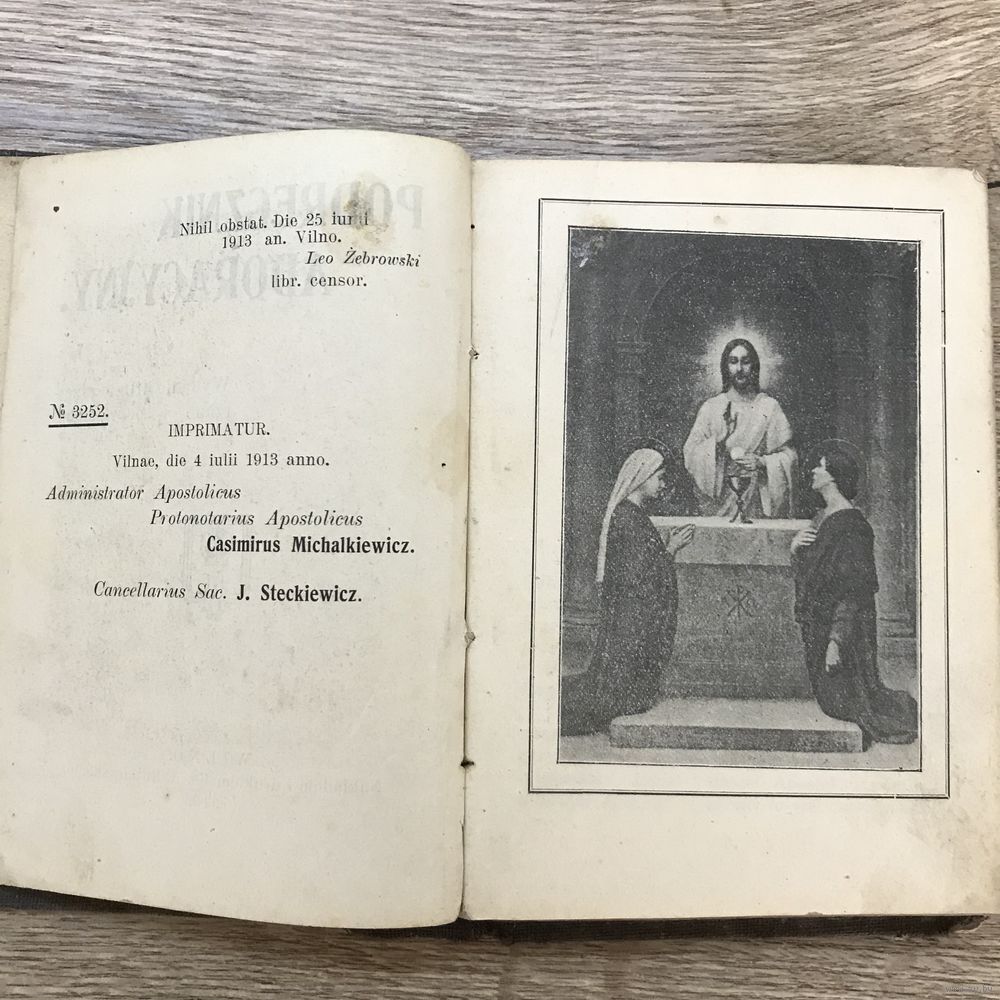 Nihil obstat. Die 25 iunii
1913 an. Vilno.
Leo Żebrowski
libr. censor.
№ 3252.
IMPRIMATUR.
Vilnae, die 4 iulii 1913 anno.
Administrator Apostolicus
Protonotarius Apostolicus
Casimirus Michalkiewicz.
Cancellarius Sac. J. Steckiewicz.